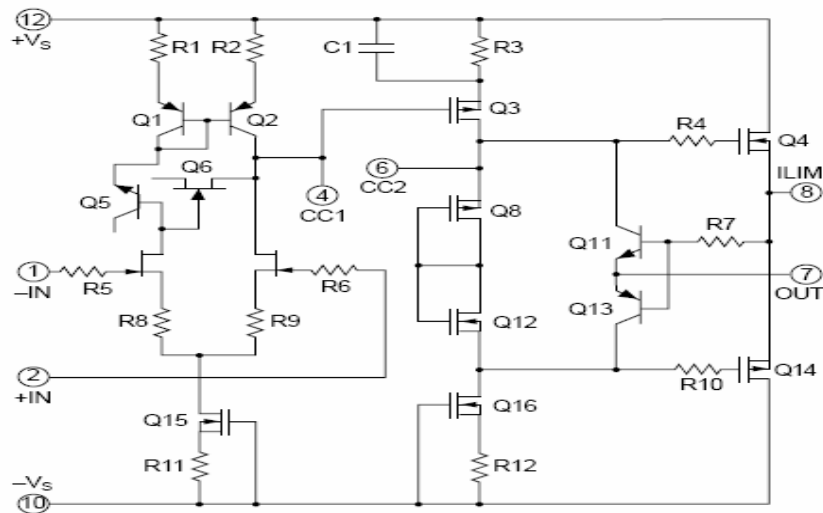 12
+VS
R1
R2
C1
R3
Q1
Q2
Q3
R4
Q4
Q6
4
CC1
6
CC2
ILIM
8
Q5
Q8
Q11
R7
1
–IN
R5
R6
7
OUT
R8
R9
Q12
Q13
2
+IN
R10
Q14
Q15
Q16
R11
R12
–VS
10